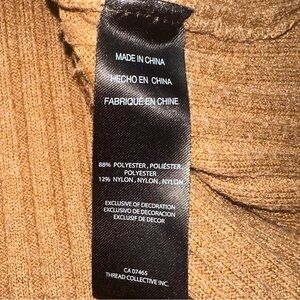 MADE IN CHINA
HECHO EN CHINA
FABRIQUÉ EN CHINE
88% POLYESTER, POLIÉSTER,
POLYESTER
12% NYLON, NYLON, NYLON
EXCLUSIVE OF DECORATION
EXCLUSIVO DE DECORACION
EXCLUSIF DE DECOR
CA 07465
THREAD COLLECTIVE INC.